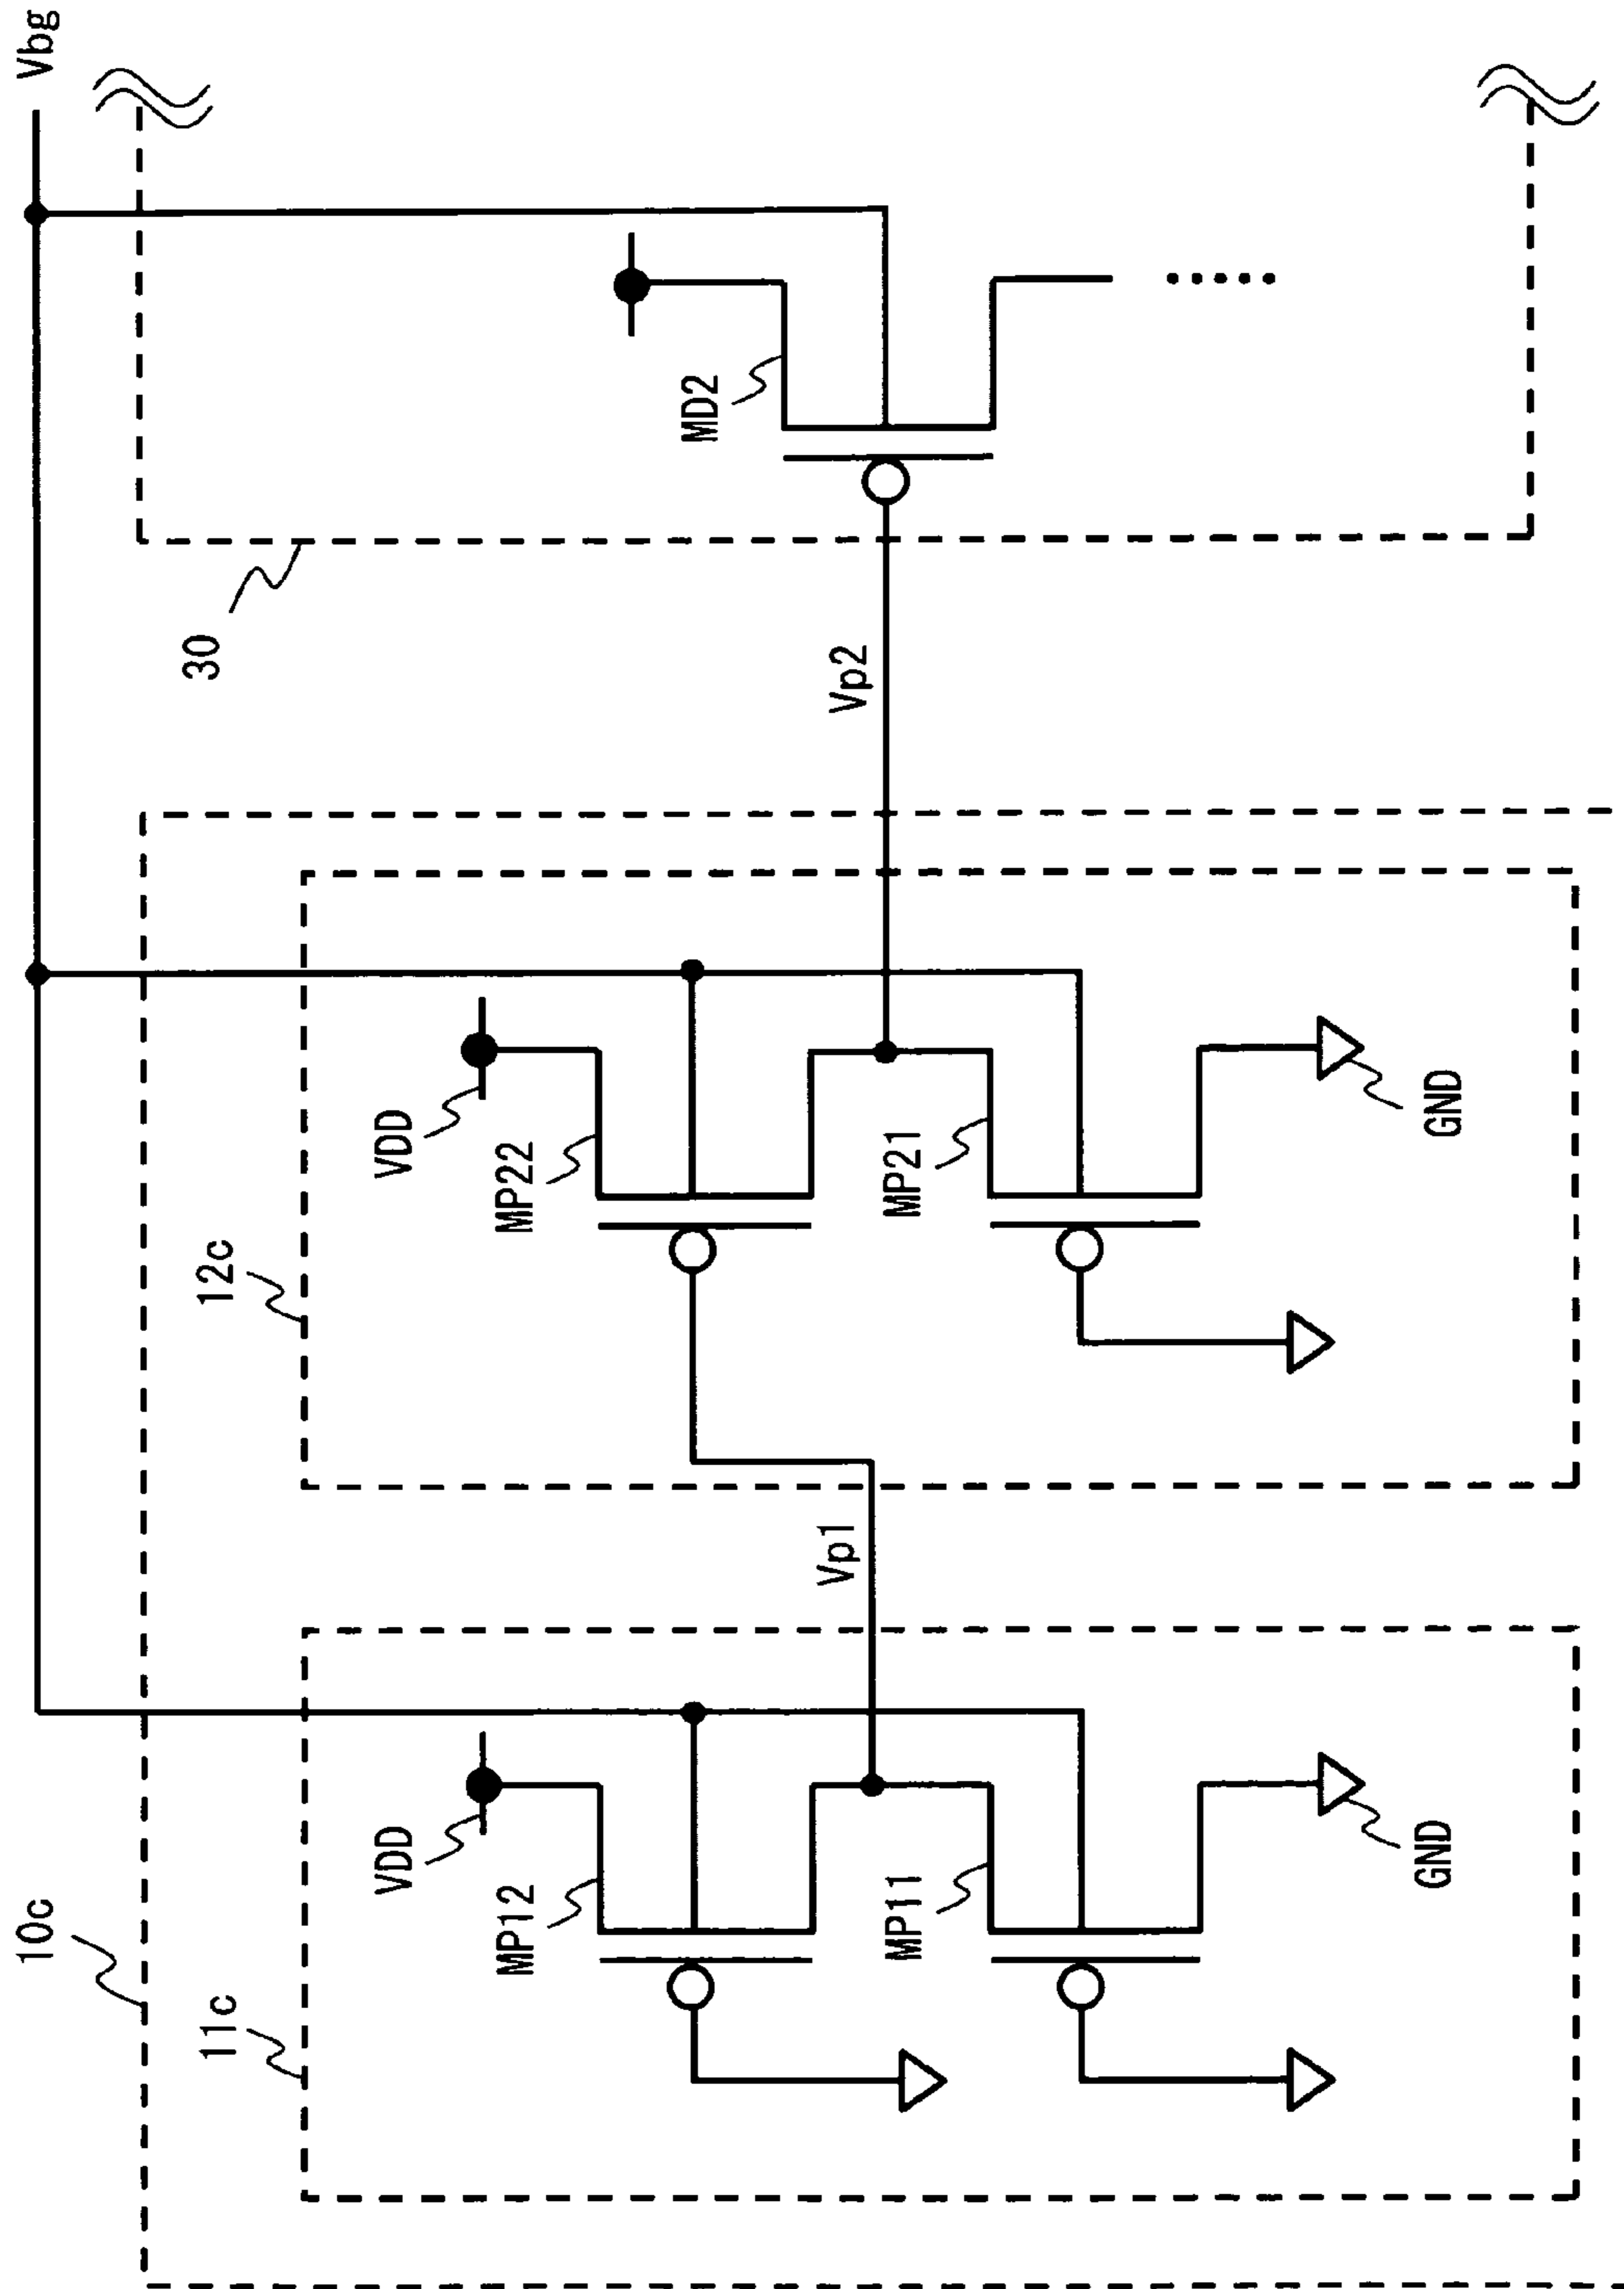 Vbg
10c
11c
12c
30
VDD
VDD
MP12
MP22
MD2
Vp1
Vp2
MP11
MP21
GND
GND